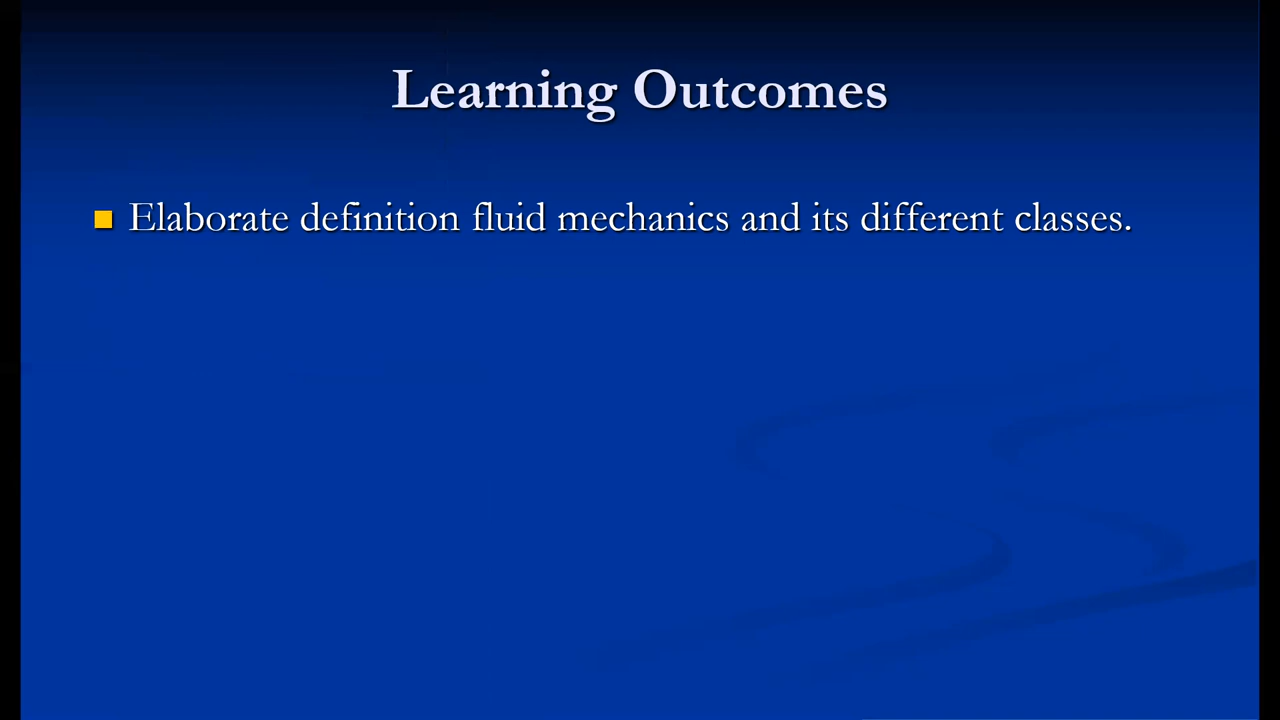 Learning Outcomes
Elaborate definition fluid mechanics and its different classes.